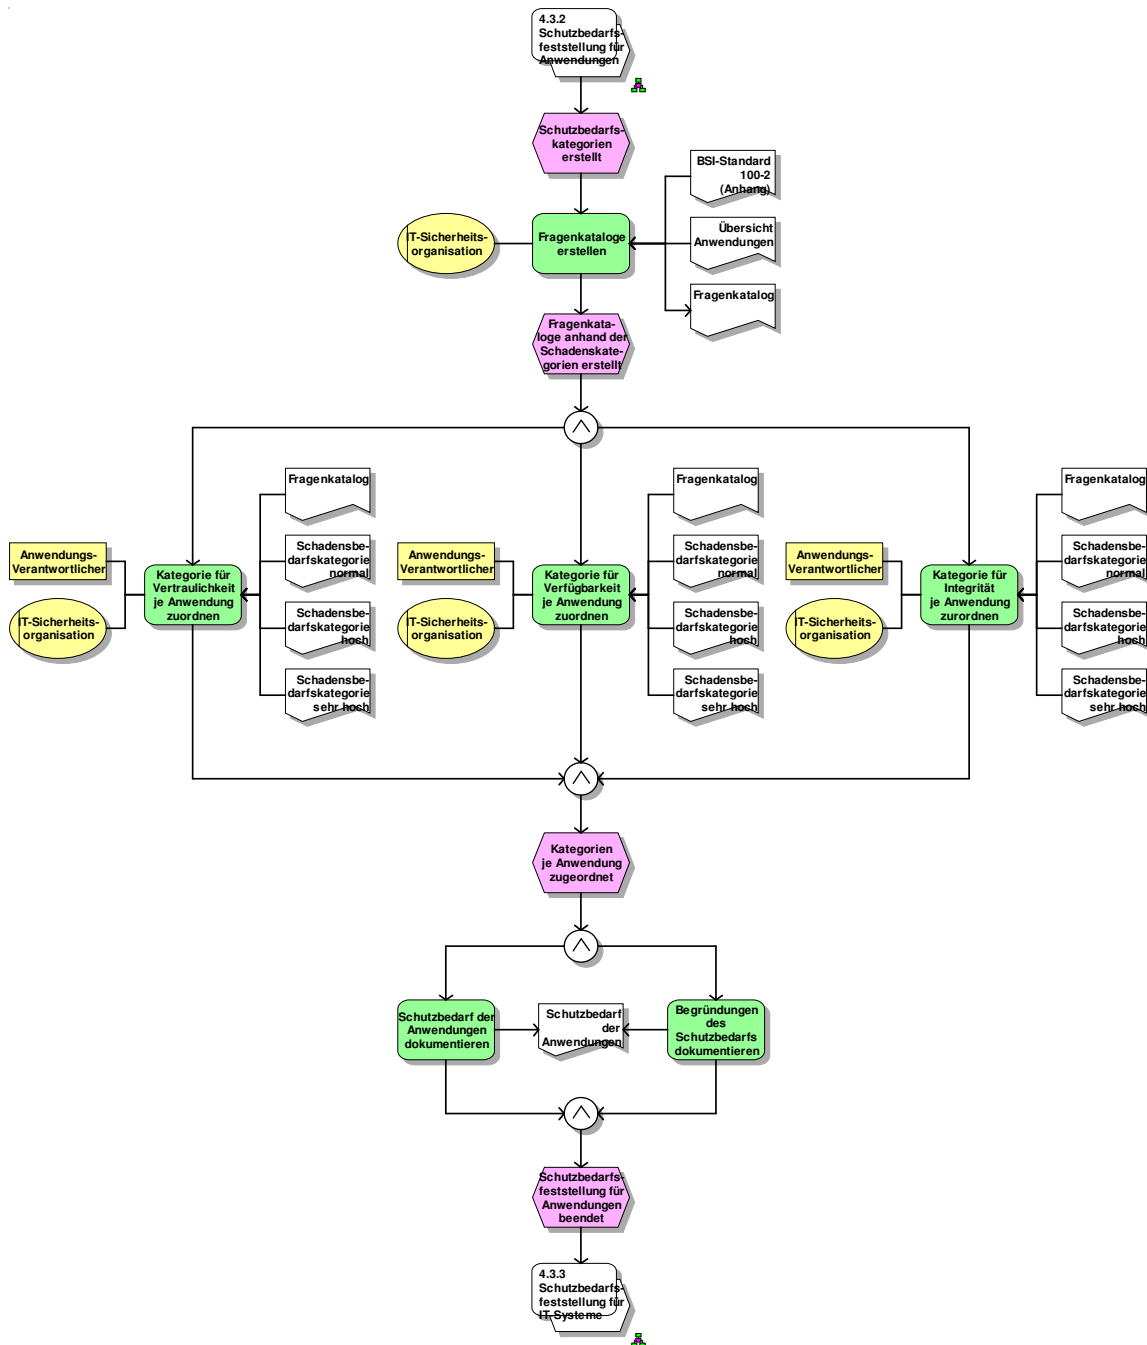 4.3.2
Schutzbedarfs-
feststellung für
Anwendungen
Schutzbedarfs-
kategorien
erstellt
BSI-Standard
100-2
(Anhang)
IT-Sicherheits-
organisation
Fragenkataloge
erstellen
Übersicht
Anwendungen
Fragenkatalog
Fragenkata-
loge anhand der
Schadenskate-
gorien erstellt
Anwendungs-
Verantwortlicher
IT-Sicherheits-
organisation
Kategorie für
Vertraulichkeit
je Anwendung
zuordnen
Fragenkatalog
Schadensbe-
darfskategorie
normal
Schadensbe-
darfskategorie
hoch
Schadensbe-
darfskategorie
sehr hoch
Anwendungs-
Verantwortlicher
IT-Sicherheits-
organisation
Kategorie für
Verfügbarkeit
je Anwendung
zuordnen
Fragenkatalog
Schadensbe-
darfskategorie
normal
Schadensbe-
darfskategorie
hoch
Schadensbe-
darfskategorie
sehr hoch
Anwendungs-
Verantwortlicher
IT-Sicherheits-
organisation
Kategorie für
Integrität
je Anwendung
zurordnen
Fragenkatalog
Schadensbe-
darfskategorie
normal
Schadensbe-
darfskategorie
hoch
Schadensbe-
darfskategorie
sehr hoch
Kategorien
je Anwendung
zugeordnet
Schutzbedarf der
Anwendungen
dokumentieren
Schutzbedarf
der
Anwendungen
Begründungen
des
Schutzbedarfs
dokumentieren
Schutzbedarfs-
feststellung für
Anwendungen
beendet
4.3.3
Schutzbedarfs-
feststellung für
IT-Systeme